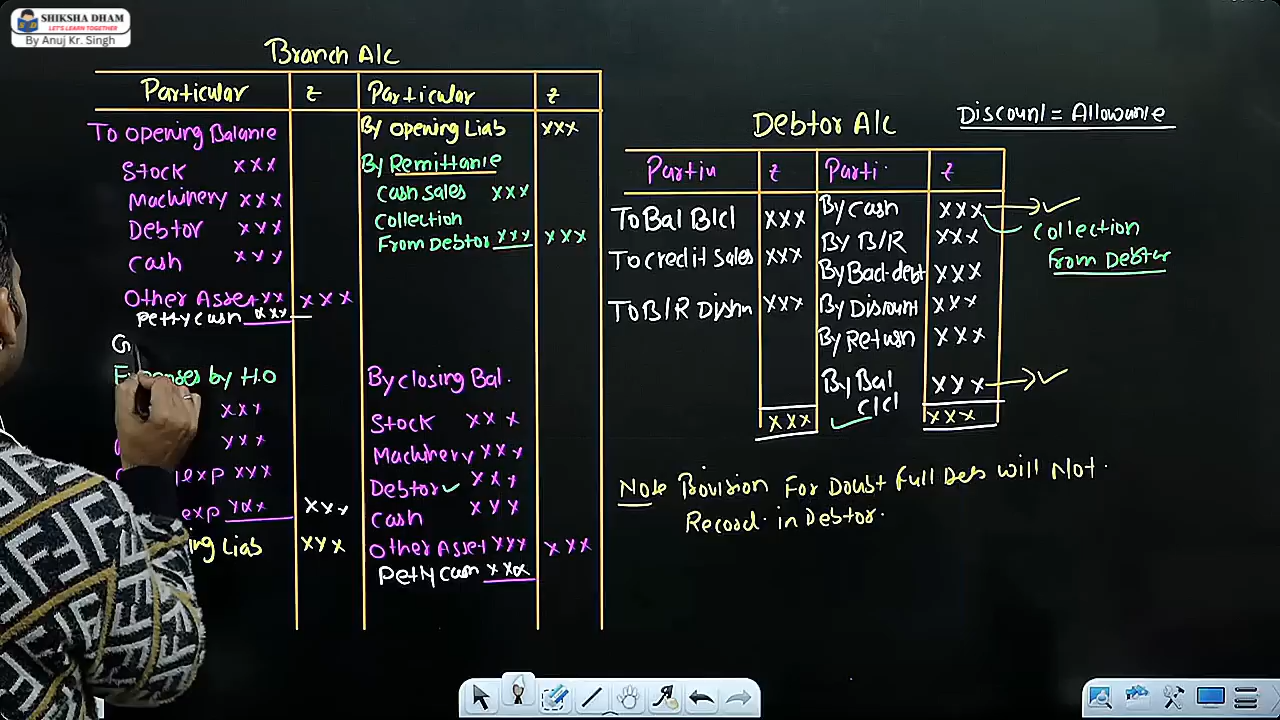 SHIKSHA DHAM
LET'S LEARN TOGETHER
By Anuj Kr. Singh
Branch A/c
Particular ₹ Particular ₹
To Opening Balance
Stock xxx
Machinery xxx
Debtor xxx
Cash xxx
Other Asset xx xxx
Petty cash xxx
G
Expenses by H.O
xxx
xxx
exp xxx
exp xxx xxx
ng Liab xxx
By Opening Liab xxx
By Remittance
Cash Sales xxx
Collection
From Debtor xxx xxx
By closing Bal.
Stock xxx
Machinery xxx
Debtor ✓ xxx
Cash xxx
Other Asset xxx xxx
Petty cash xxx
Debtor A/c
Discount = Allowance
Partiu ₹ Parti. ₹
To Bal B/d xxx
To credit Sales xxx
To B/R Dishn xxx
xxx
By Cash xxx → ✓
By B/R xxx
By Bad debt xxx
By Discount xxx
By Return xxx
By Bal xxx → ✓
c/d
✓ xxx
Collection
From Debtor
Note Provision For Doubt full Debs will Not.
Record. in Debtor.